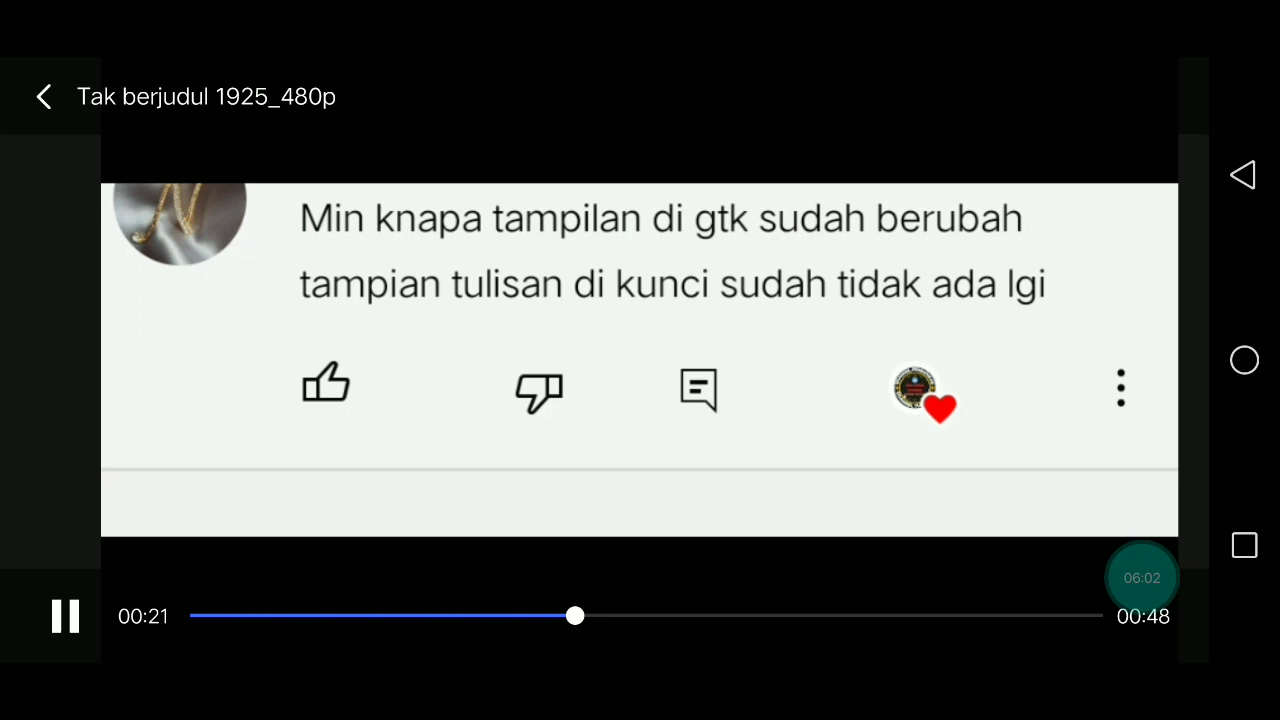 Tak berjudul 1925_480p
Min knapa tampilan di gtk sudah berubah
tampian tulisan di kunci sudah tidak ada lgi
06:02
00:21
00:48